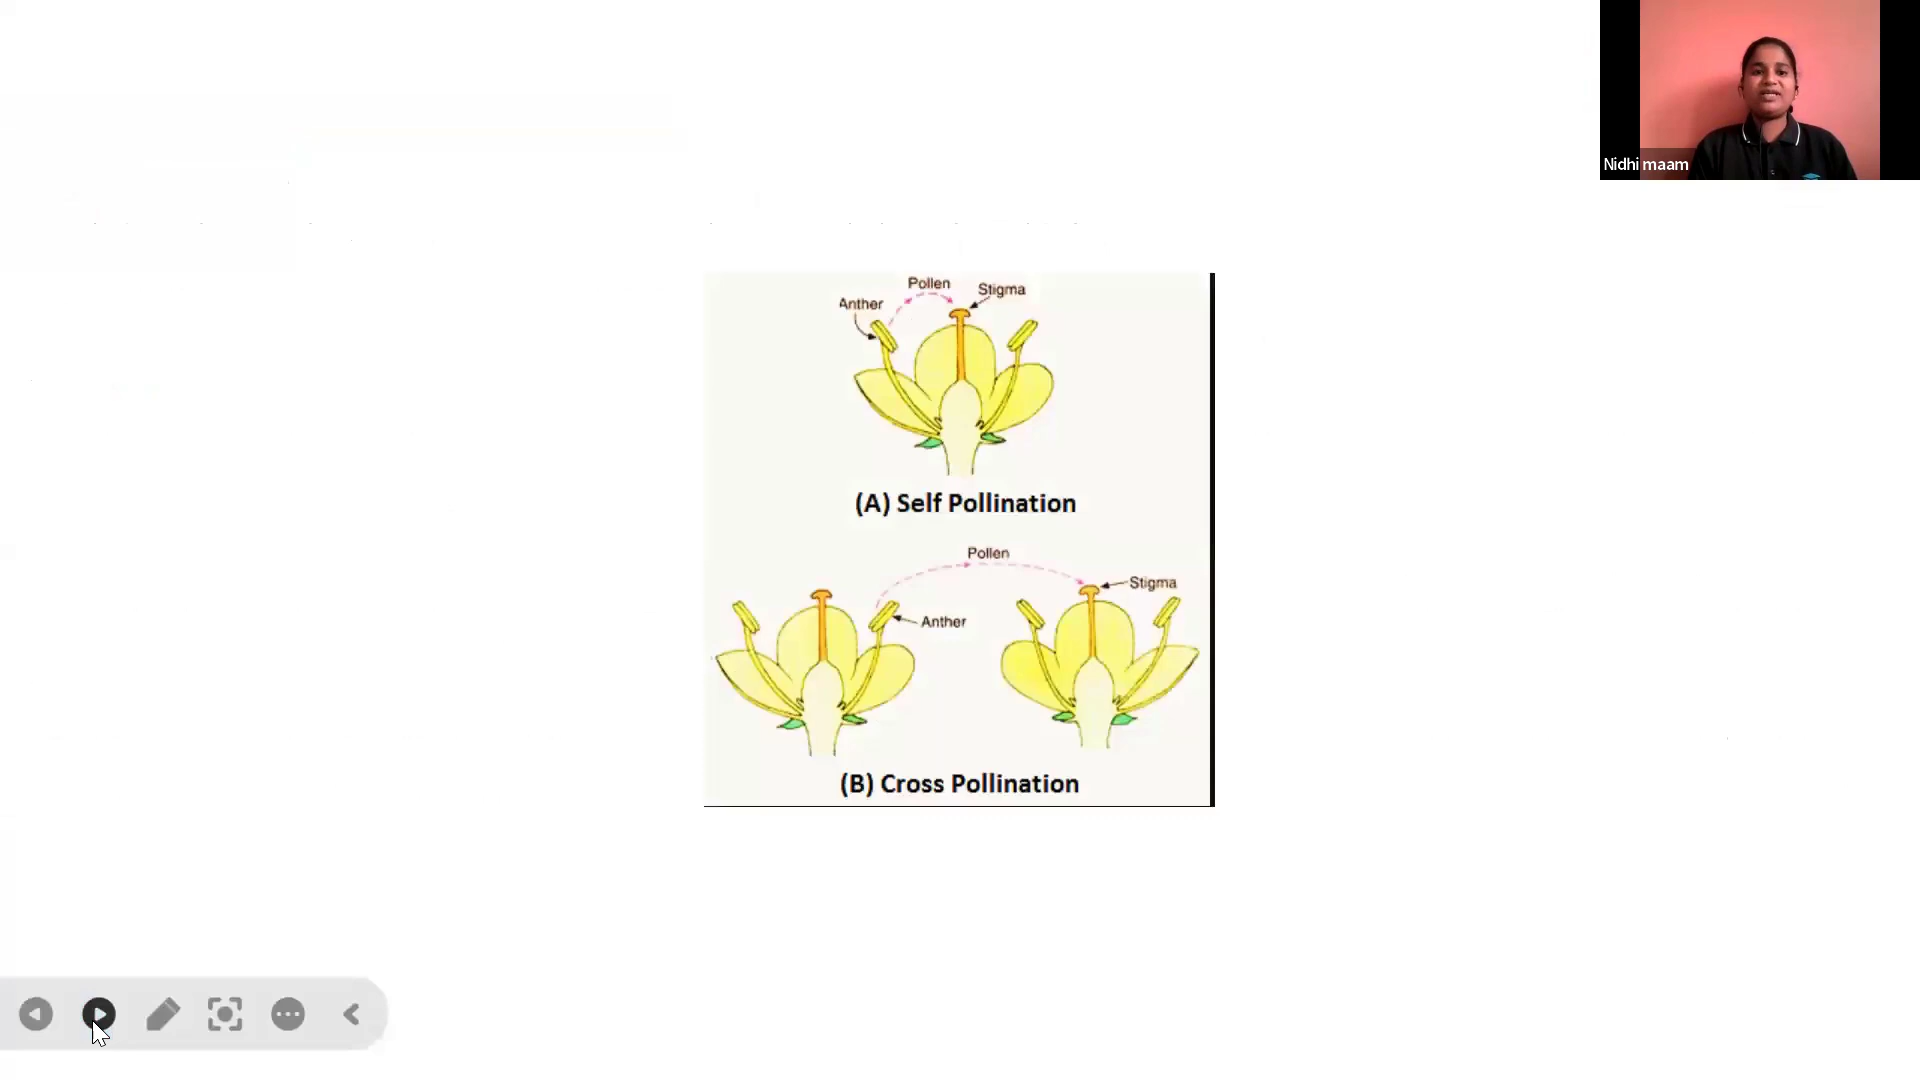 Nidhi maam
Pollen
Stigma
Anther
(A) Self Pollination
Pollen
Stigma
Anther
(B) Cross Pollination